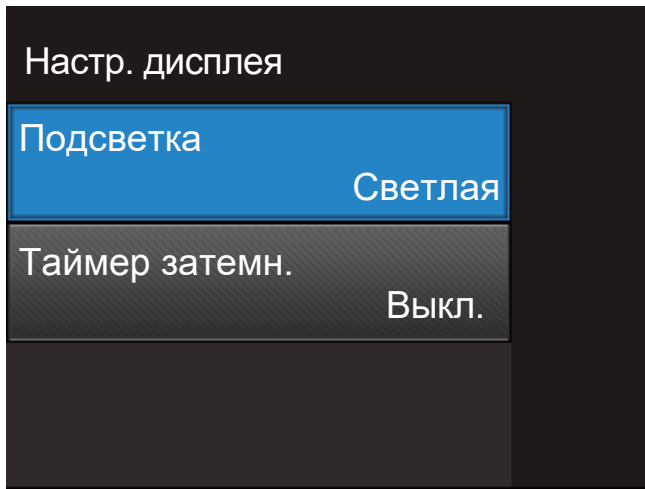 Настр. дисплея
Подсветка
Светлая
Таймер затемн.
Выкл.